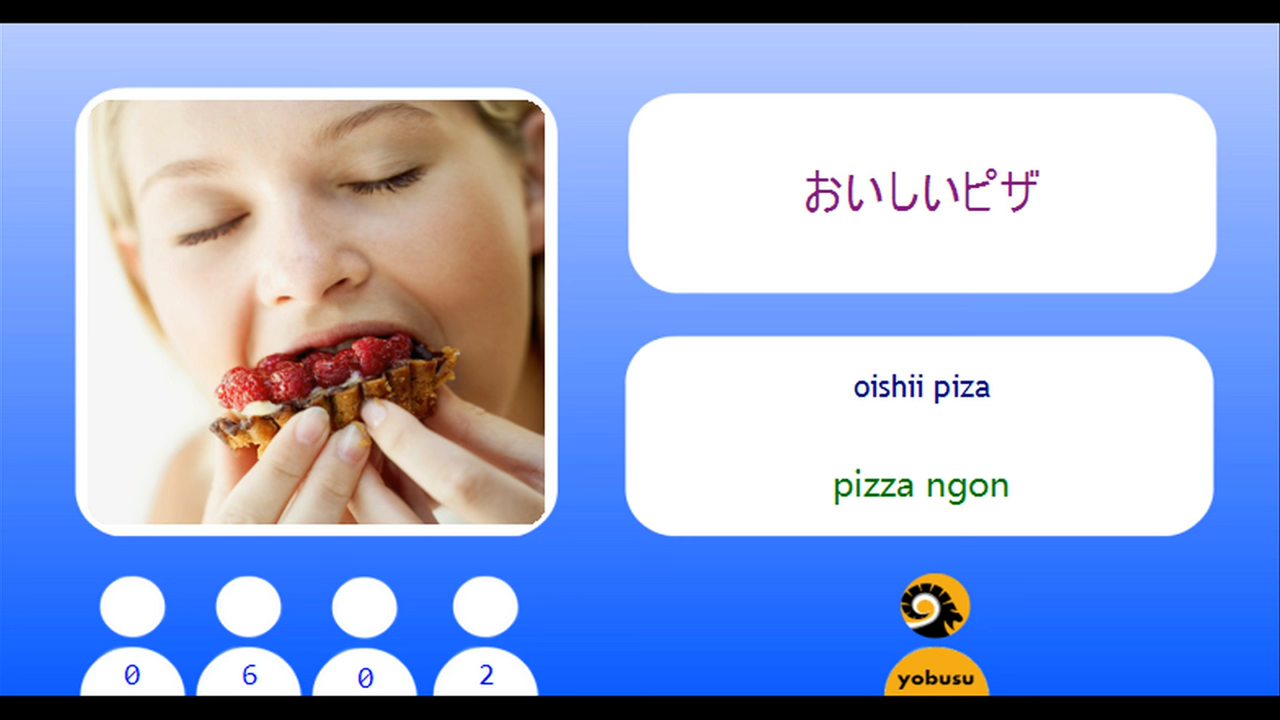 おいしいピザ
oishii piza
pizza ngon
0 6 0 2
yobusu